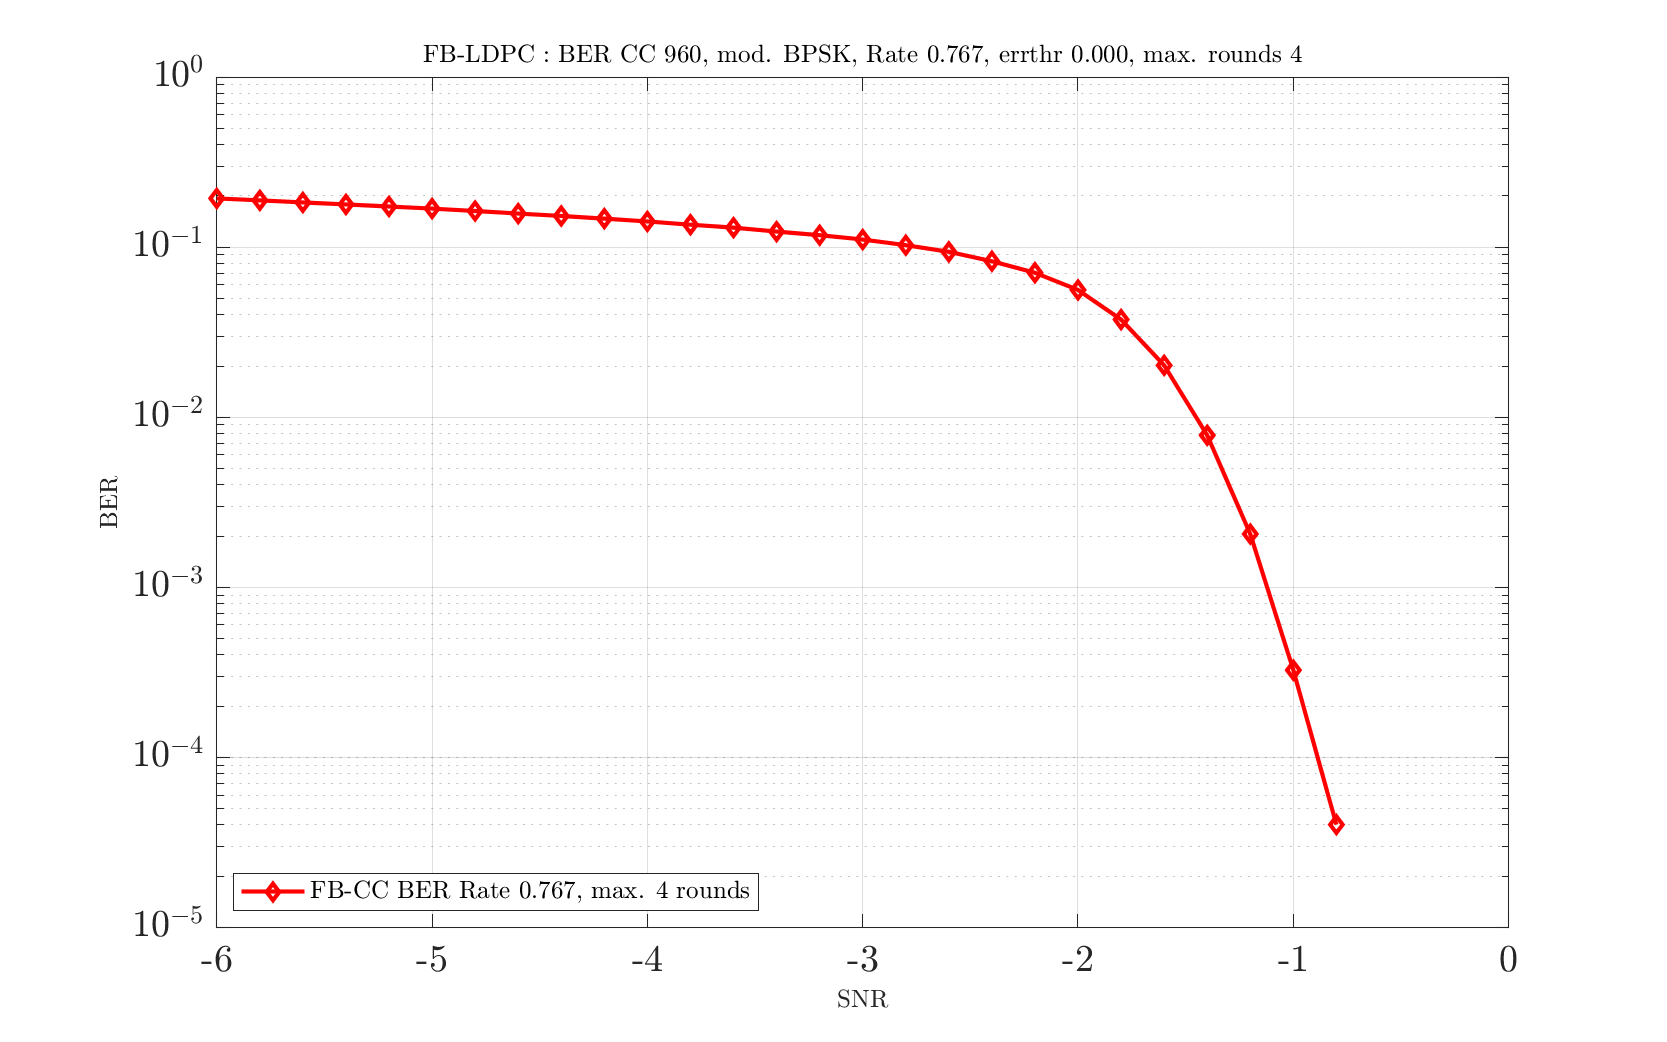 FB-LDPC : BER CC 960, mod. BPSK, Rate 0.767, errthr 0.000, max. rounds 4
10^0
10^{-1}
10^{-2}
10^{-3}
10^{-4}
10^{-5}
BER
FB-CC BER Rate 0.767, max. 4 rounds
-6 -5 -4 -3 -2 -1 0
SNR